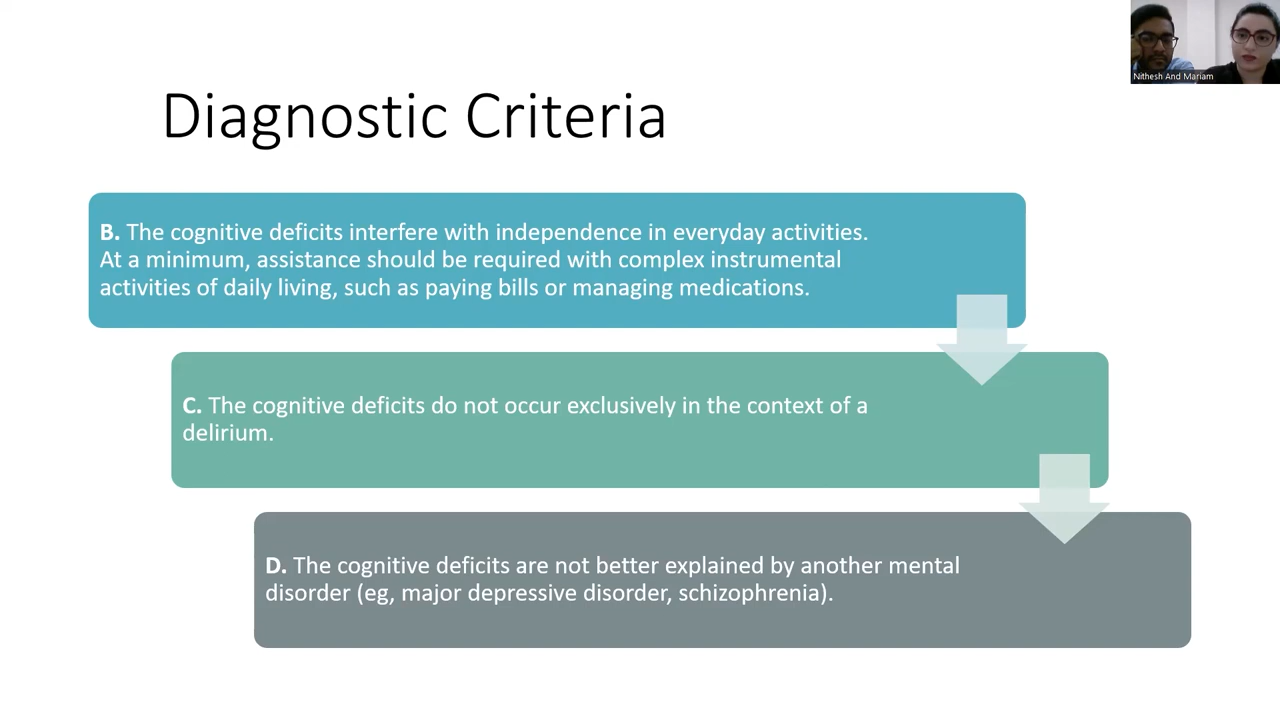 Nithesh And Mariam
Diagnostic Criteria
B. The cognitive deficits interfere with independence in everyday activities.
At a minimum, assistance should be required with complex instrumental
activities of daily living, such as paying bills or managing medications.
C. The cognitive deficits do not occur exclusively in the context of a
delirium.
D. The cognitive deficits are not better explained by another mental
disorder (eg, major depressive disorder, schizophrenia).